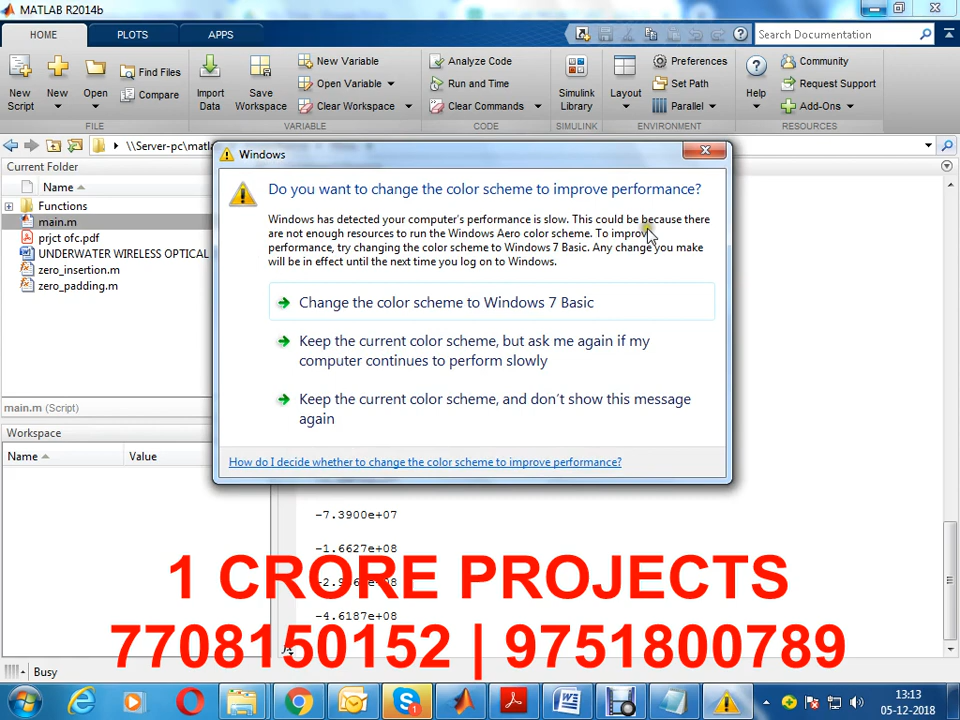 MATLAB R2014b
HOME
PLOTS
APPS
Search Documentation
New Script
New
Open
Find Files
Compare
Import Data
Save Workspace
New Variable
Open Variable
Clear Workspace
Analyze Code
Run and Time
Clear Commands
Simulink Library
Layout
Preferences
Set Path
Parallel
Help
Community
Request Support
Add-Ons
FILE
VARIABLE
CODE
SIMULINK
ENVIRONMENT
RESOURCES
\\Server-pc\matl
Current Folder
Name
Functions
main.m
prjct ofc.pdf
UNDERWATER WIRELESS OPTICAL
zero_insertion.m
zero_padding.m
main.m (Script)
Workspace
Name
Value
Windows
Do you want to change the color scheme to improve performance?
Windows has detected your computer's performance is slow. This could be because there
are not enough resources to run the Windows Aero color scheme. To improve
performance, try changing the color scheme to Windows 7 Basic. Any change you make
will be in effect until the next time you log on to Windows.
Change the color scheme to Windows 7 Basic
Keep the current color scheme, but ask me again if my
computer continues to perform slowly
Keep the current color scheme, and don't show this message
again
How do I decide whether to change the color scheme to improve performance?
-7.3900e+07
-1.6627e+08
-4.6187e+08
1 CRORE PROJECTS
7708150152 | 9751800789
Busy
13:13
05-12-2018